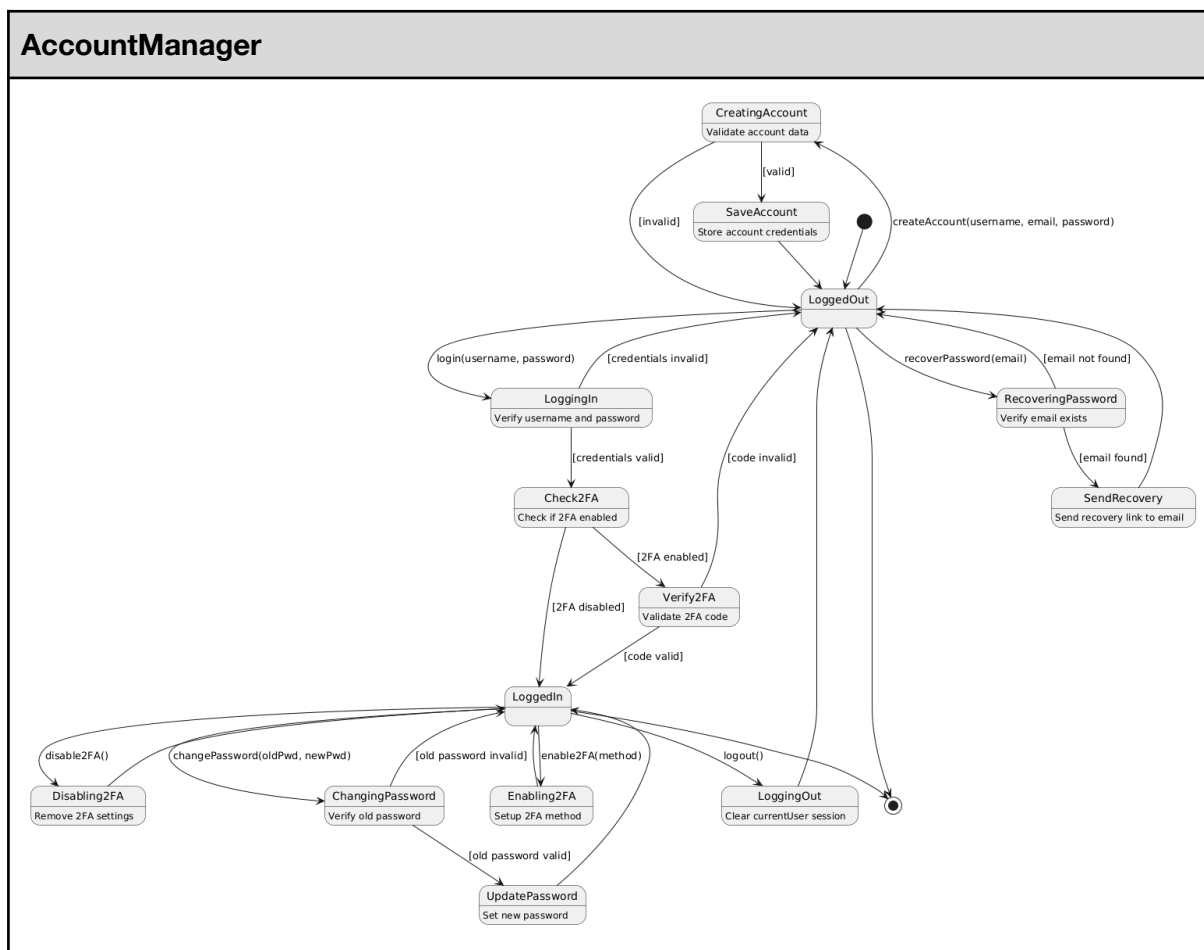 AccountManager
CreatingAccount
Validate account data
[valid]
[invalid]
SaveAccount
Store account credentials
createAccount(username, email, password)
LoggedOut
login(username, password)
[credentials invalid]
recoverPassword(email)
[email not found]
LoggingIn
Verify username and password
RecoveringPassword
Verify email exists
[credentials valid]
[code invalid]
[email found]
Check2FA
Check if 2FA enabled
SendRecovery
Send recovery link to email
[2FA enabled]
[2FA disabled]
Verify2FA
Validate 2FA code
[code valid]
LoggedIn
disable2FA()
changePassword(oldPwd, newPwd)
[old password invalid]
enable2FA(method)
logout()
Disabling2FA
Remove 2FA settings
ChangingPassword
Verify old password
Enabling2FA
Setup 2FA method
LoggingOut
Clear currentUser session
[old password valid]
UpdatePassword
Set new password